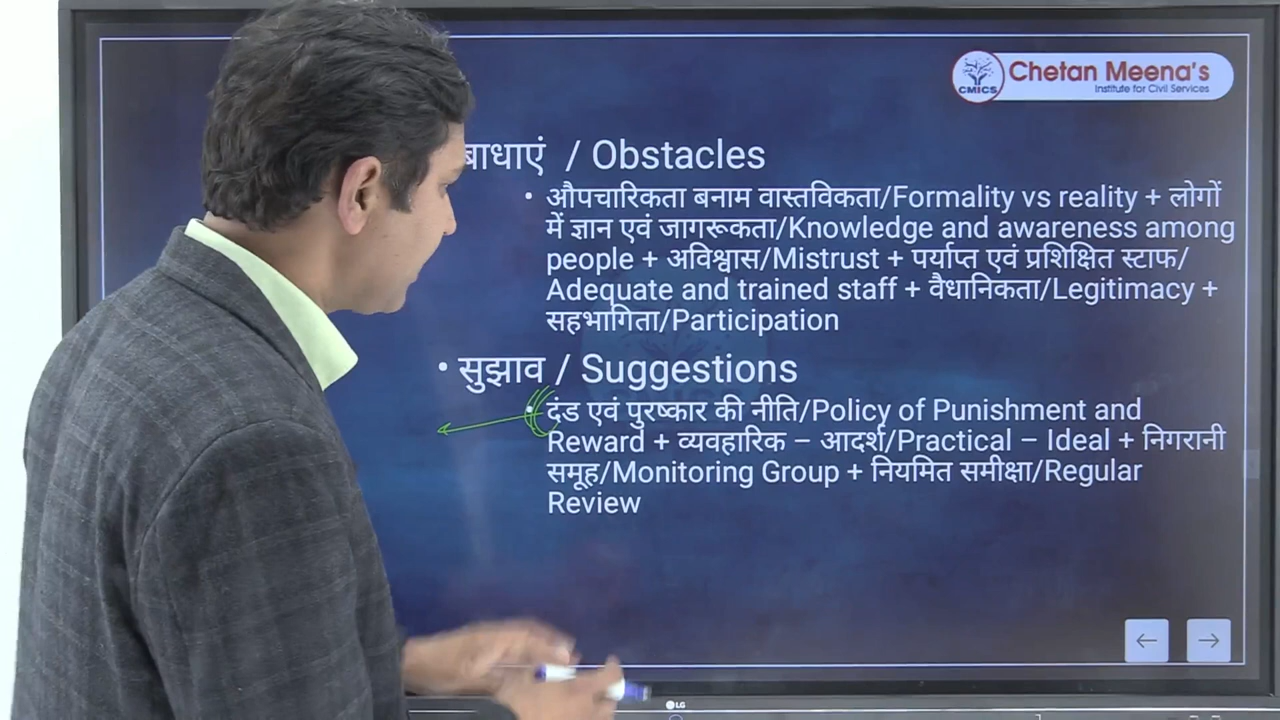 Chetan Meena's
Institute for Civil Services
CMICS
बाधाएं / Obstacles
• औपचारिकता बनाम वास्तविकता/Formality vs reality + लोगों
में ज्ञान एवं जागरूकता/Knowledge and awareness among
people + अविश्वास/Mistrust + पर्याप्त एवं प्रशिक्षित स्टाफ/
Adequate and trained staff + वैधानिकता/Legitimacy +
सहभागिता/Participation
• सुझाव / Suggestions
• दंड एवं पुरष्कार की नीति/Policy of Punishment and
Reward + व्यवहारिक – आदर्श/Practical – Ideal + निगरानी
समूह/Monitoring Group + नियमित समीक्षा/Regular
Review
LG